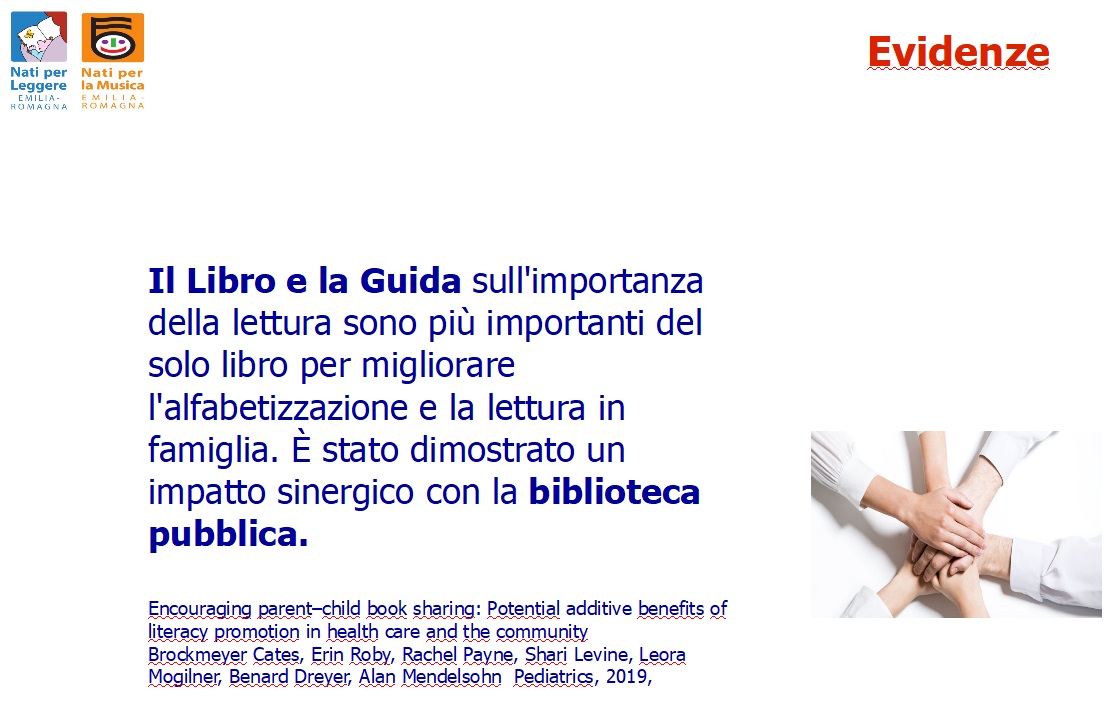 Nati per
Leggere
EMILIA-
ROMAGNA
Nati per
la Musica
EMILIA-
ROMAGNA
Evidenze
Il Libro e la Guida sull'importanza
della lettura sono più importanti del
solo libro per migliorare
l'alfabetizzazione e la lettura in
famiglia. È stato dimostrato un
impatto sinergico con la biblioteca
pubblica.
Encouraging parent–child book sharing: Potential additive benefits of
literacy promotion in health care and the community
Brockmeyer Cates, Erin Roby, Rachel Payne, Shari Levine, Leora
Mogilner, Benard Dreyer, Alan Mendelsohn  Pediatrics, 2019,